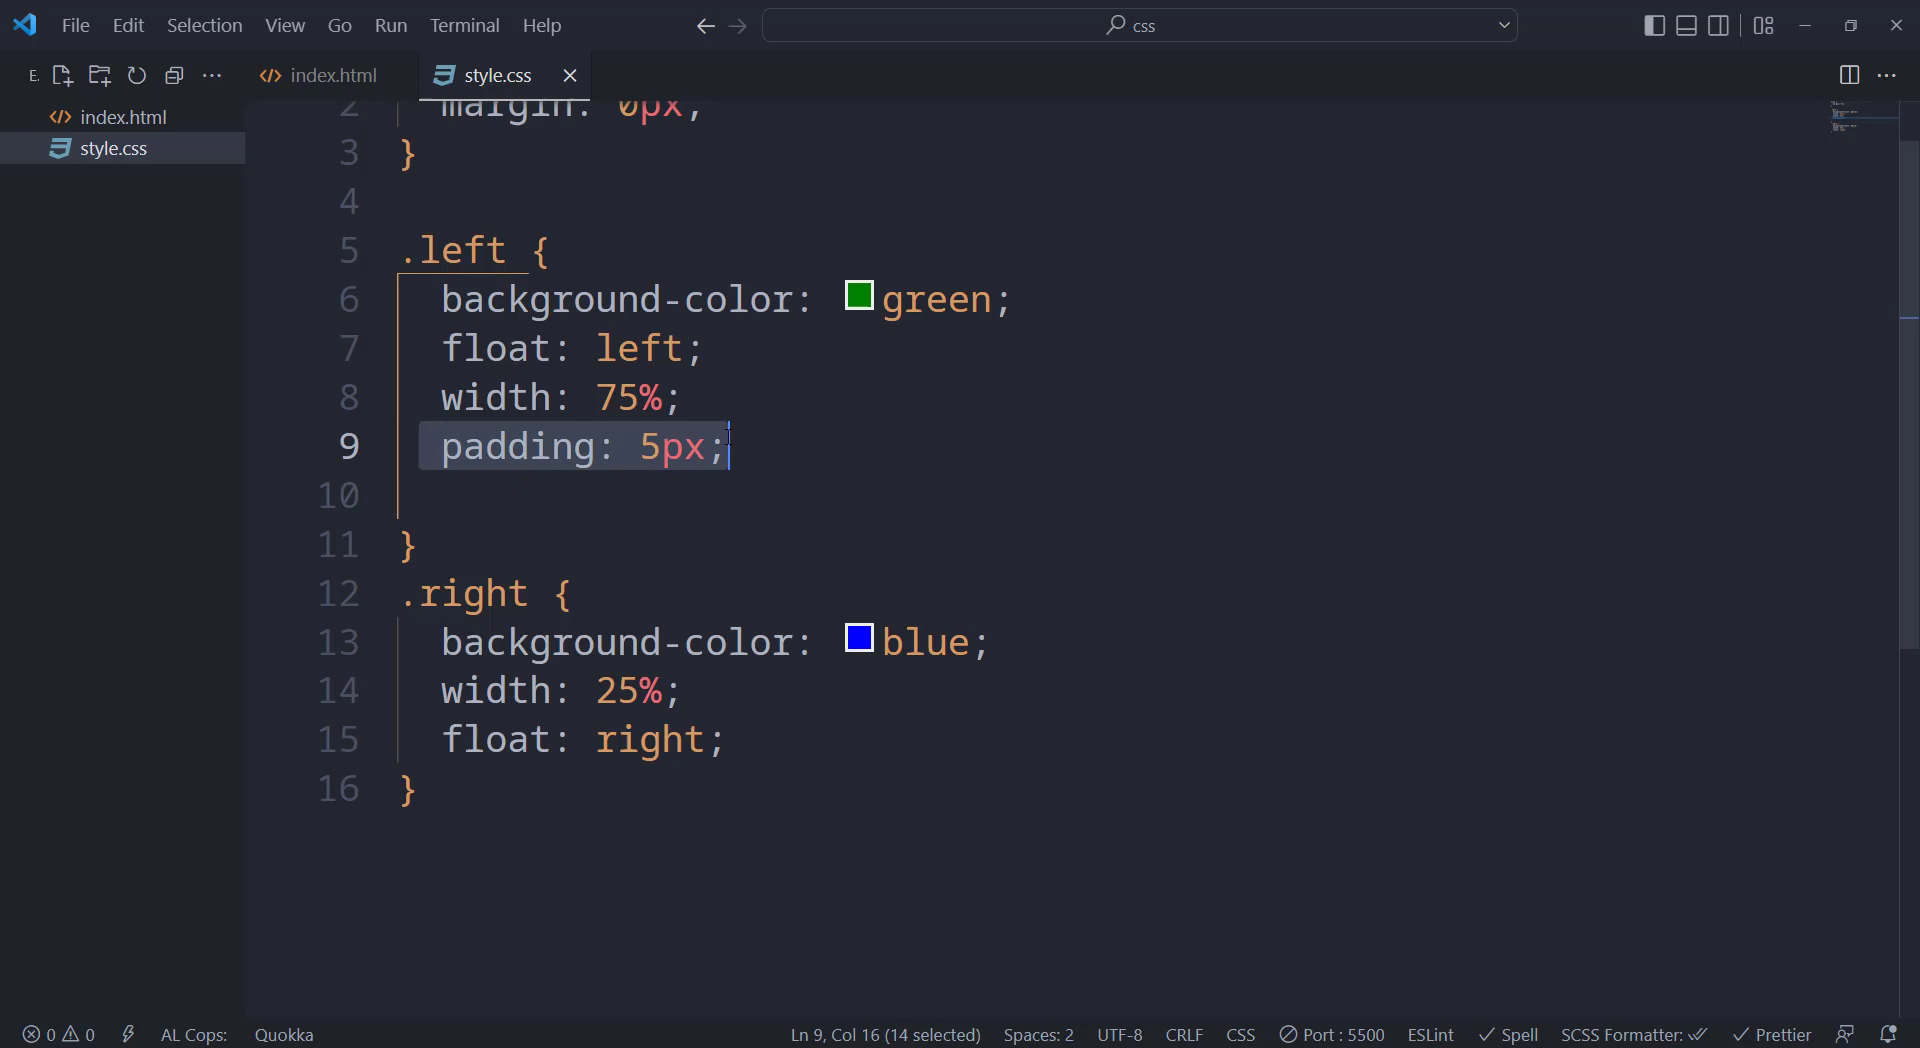 File Edit Selection View Go Run Terminal Help css
E. index.html style.css
index.html
style.css
2 margin: 0px;
3 }
4
5 .left {
6 background-color: green;
7 float: left;
8 width: 75%;
9 padding: 5px;
10
11 }
12 .right {
13 background-color: blue;
14 width: 25%;
15 float: right;
16 }
0 0 AL Cops: Quokka Ln 9, Col 16 (14 selected) Spaces: 2 UTF-8 CRLF CSS Port : 5500 ESLint Spell SCSS Formatter: Prettier